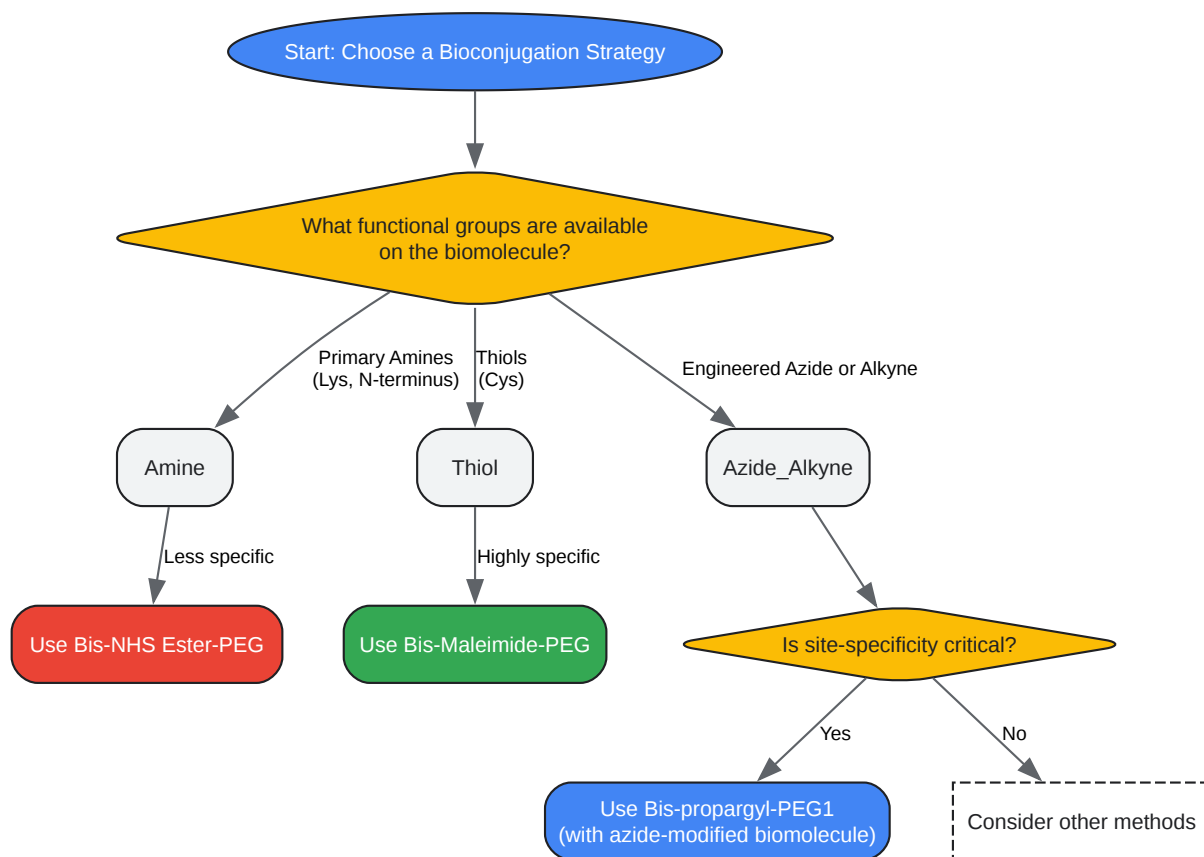 Start: Choose a Bioconjugation Strategy
What functional groups are available
on the biomolecule?
Primary Amines
(Lys, N-terminus)
Thiols
(Cys)
Engineered Azide or Alkyne
Amine
Thiol
Azide_Alkyne
Less specific
Highly specific
Use Bis-NHS Ester-PEG
Use Bis-Maleimide-PEG
Is site-specificity critical?
Yes
No
Use Bis-propargyl-PEG1
(with azide-modified biomolecule)
Consider other methods